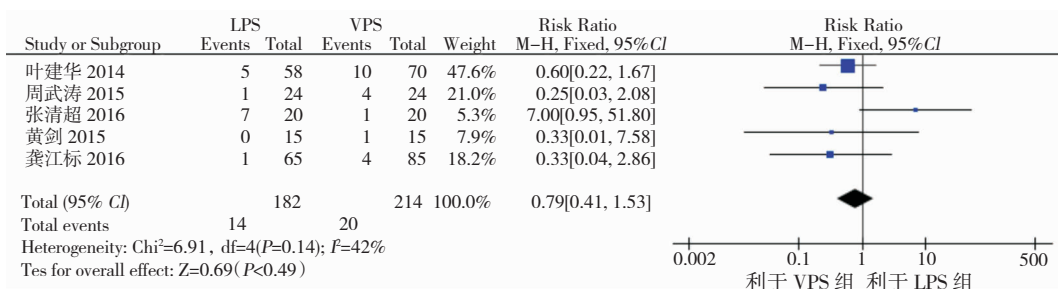 LPS VPS Risk Ratio Risk Ratio
Study or Subgroup Events Total Events Total Weight M-H, Fixed, 95%CI M-H, Fixed, 95%CI
叶建华 2014 5 58 10 70 47.6% 0.60[0.22, 1.67]
周武涛 2015 1 24 4 24 21.0% 0.25[0.03, 2.08]
张清超 2016 7 20 1 20 5.3% 7.00[0.95, 51.80]
黄剑 2015 0 15 1 15 7.9% 0.33[0.01, 7.58]
龚江标 2016 1 65 4 85 18.2% 0.33[0.04, 2.86]
Total (95% CI) 182 214 100.0% 0.79[0.41, 1.53]
Total events 14 20
Heterogeneity: Chi²=6.91, df=4(P=0.14); I²=42%
Tes for overall effect: Z=0.69(P<0.49)
0.002 0.1 1 10 500
利于 VPS 组 利于 LPS 组